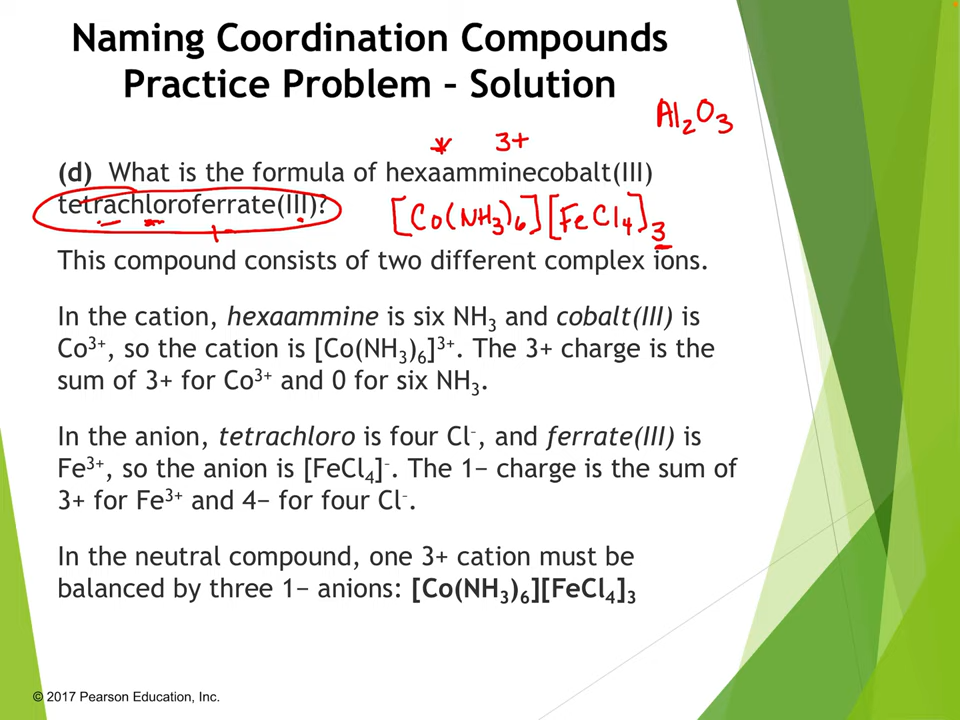 Naming Coordination Compounds
Practice Problem – Solution
Al₂O₃
* 3+
(d) What is the formula of hexaamminecobalt(III)
tetrachloroferrate(III)?
[Co(NH₃)₆][FeCl₄]₃
1-
This compound consists of two different complex ions.
In the cation, hexaammine is six NH₃ and cobalt(III) is
Co³⁺, so the cation is [Co(NH₃)₆]³⁺. The 3+ charge is the
sum of 3+ for Co³⁺ and 0 for six NH₃.
In the anion, tetrachloro is four Cl⁻, and ferrate(III) is
Fe³⁺, so the anion is [FeCl₄]⁻. The 1− charge is the sum of
3+ for Fe³⁺ and 4− for four Cl⁻.
In the neutral compound, one 3+ cation must be
balanced by three 1− anions: [Co(NH₃)₆][FeCl₄]₃
© 2017 Pearson Education, Inc.